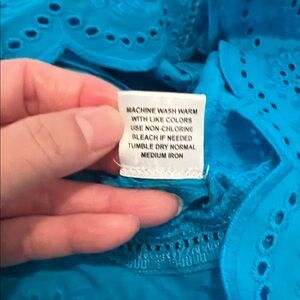 MACHINE WASH WARM
WITH LIKE COLORS
USE NON-CHLORINE
BLEACH IF NEEDED
TUMBLE DRY NORMAL
MEDIUM IRON